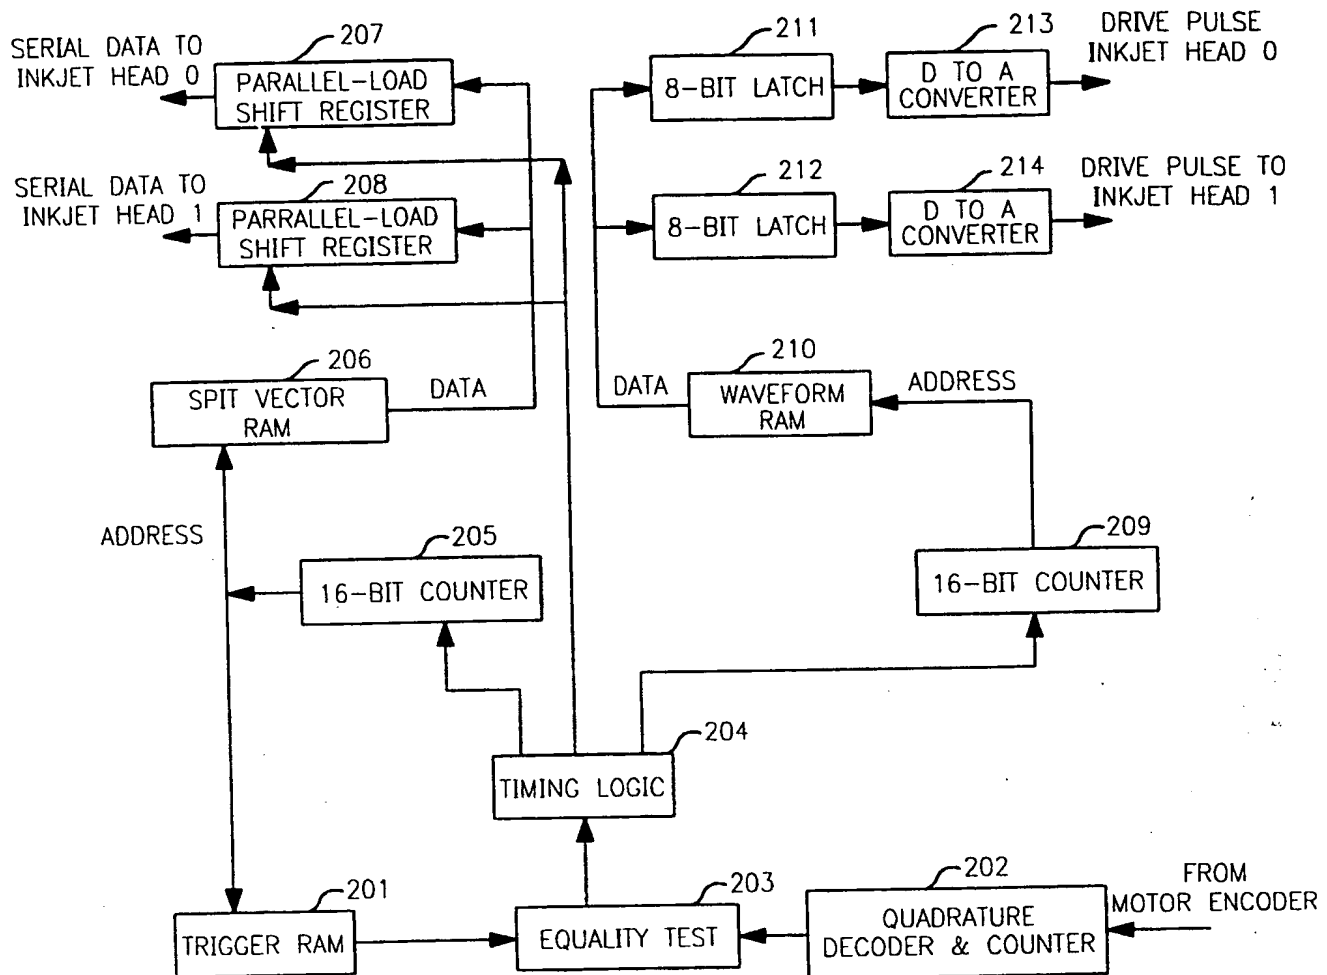 SERIAL DATA TO
INKJET HEAD 0
207
PARALLEL-LOAD
SHIFT REGISTER
211
8-BIT LATCH
213
D TO A
CONVERTER
DRIVE PULSE
INKJET HEAD 0
SERIAL DATA TO
INKJET HEAD 1
208
PARRALLEL-LOAD
SHIFT REGISTER
212
8-BIT LATCH
214
D TO A
CONVERTER
DRIVE PULSE TO
INKJET HEAD 1
206
SPIT VECTOR
RAM
DATA
DATA
210
WAVEFORM
RAM
ADDRESS
ADDRESS
205
16-BIT COUNTER
209
16-BIT COUNTER
204
TIMING LOGIC
201
TRIGGER RAM
203
EQUALITY TEST
202
QUADRATURE
DECODER & COUNTER
FROM
MOTOR ENCODER